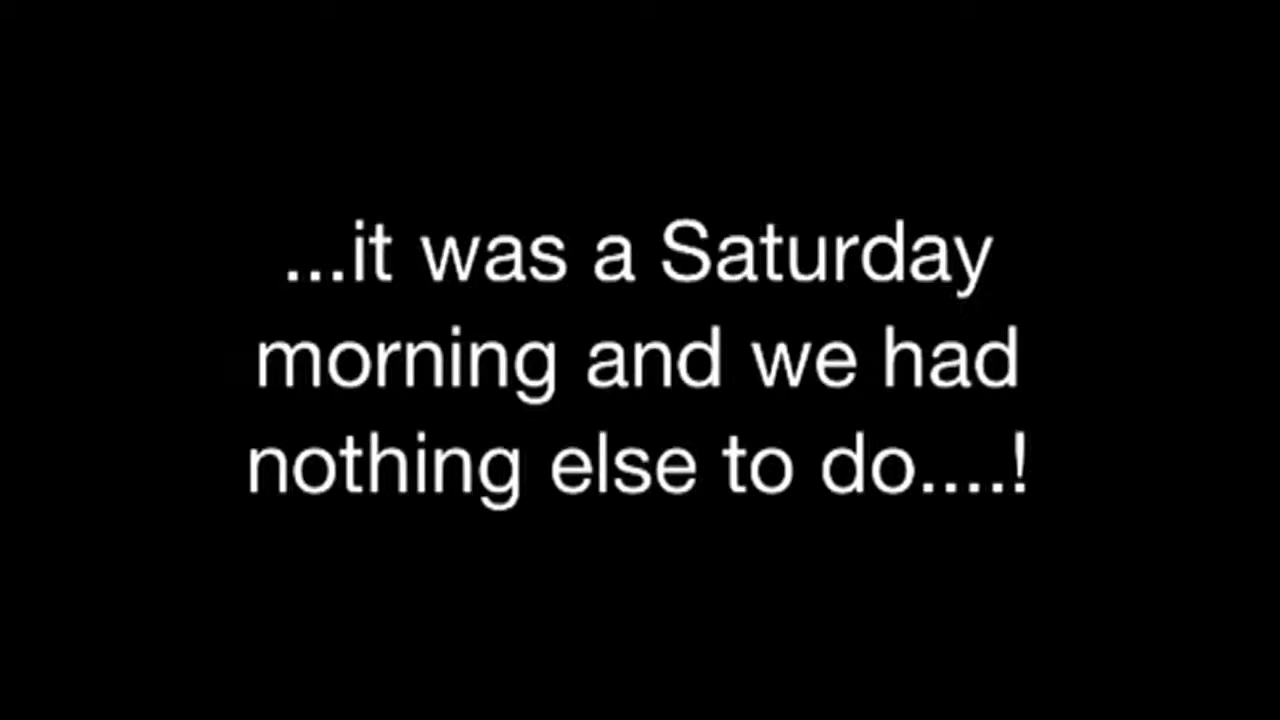 ...it was a Saturday
morning and we had
nothing else to do....!